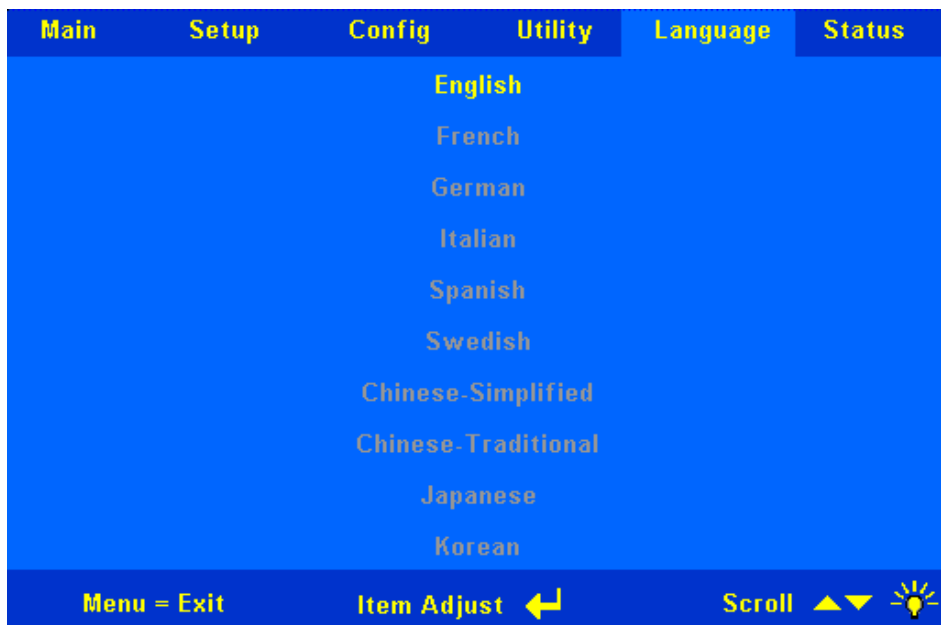 Main Setup Config Utility Language Status
English
French
German
Italian
Spanish
Swedish
Chinese-Simplified
Chinese-Traditional
Japanese
Korean
Menu = Exit Item Adjust Scroll